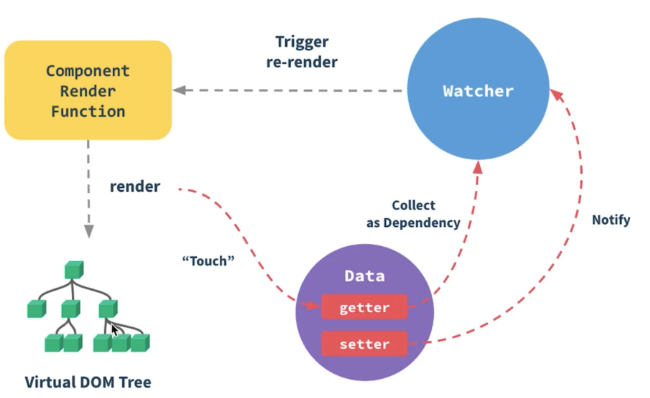 Trigger
re-render
Component
Render
Function
Watcher
render
Collect
as Dependency
Notify
“Touch”
Data
getter
setter
Virtual DOM Tree